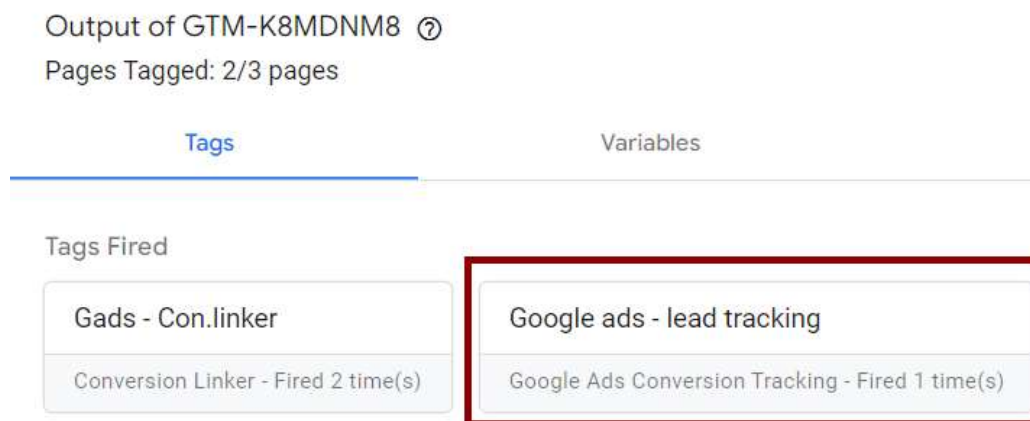 Output of GTM-K8MDNM8
Pages Tagged: 2/3 pages
Tags Variables
Tags Fired
Gads - Con.linker
Conversion Linker - Fired 2 time(s)
Google ads - lead tracking
Google Ads Conversion Tracking - Fired 1 time(s)